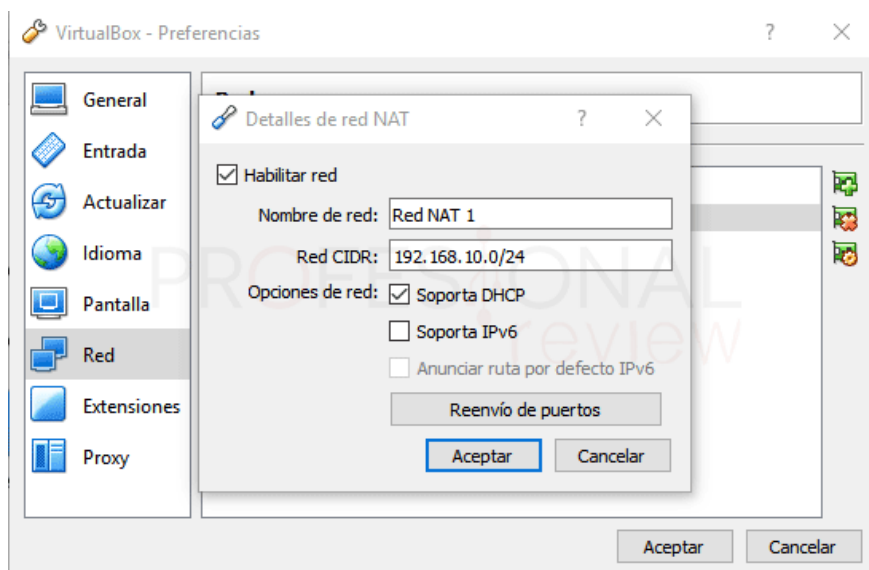 VirtualBox - Preferencias
General
Entrada
Actualizar
Idioma
Pantalla
Red
Extensiones
Proxy
Detalles de red NAT
Habilitar red
Nombre de red: Red NAT 1
Red CIDR: 192.168.10.0/24
Opciones de red: Soporta DHCP
Soporta IPv6
Anunciar ruta por defecto IPv6
Reenvío de puertos
Aceptar Cancelar
Aceptar Cancelar
PROFESIONAL
review